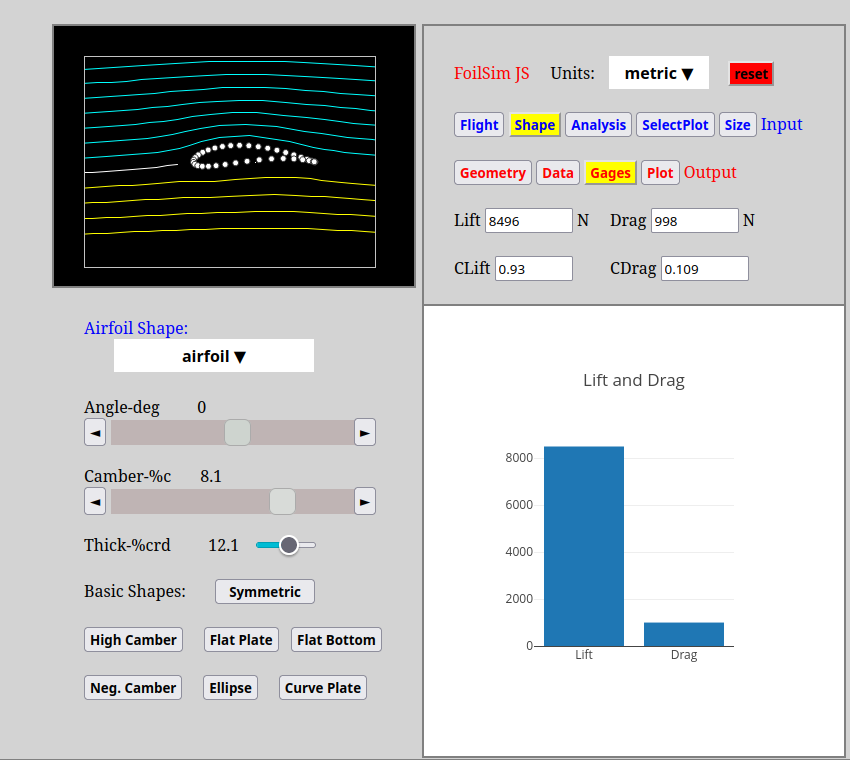 FoilSim JS Units: metric ▼ reset
Flight Shape Analysis SelectPlot Size Input
Geometry Data Gages Plot Output
Lift 8496 N Drag 998 N
CLift 0.93 CDrag 0.109
Airfoil Shape:
airfoil ▼
Angle-deg 0
◄ ►
Camber-%c 8.1
◄ ►
Thick-%crd 12.1
Basic Shapes: Symmetric
High Camber Flat Plate Flat Bottom
Neg. Camber Ellipse Curve Plate
Lift and Drag
8000
6000
4000
2000
0
Lift Drag